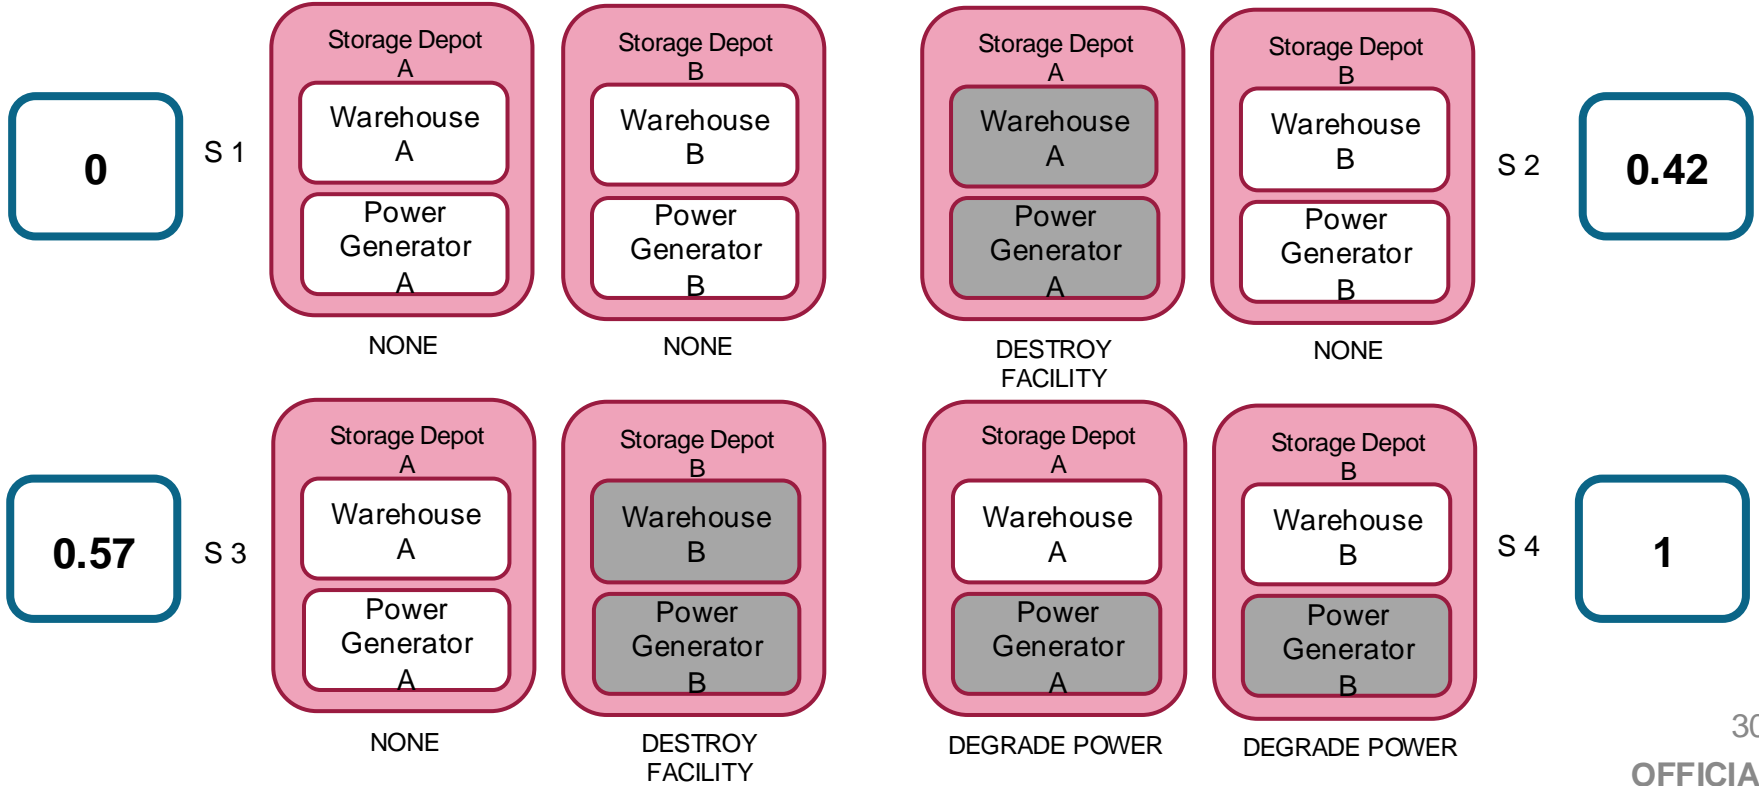 0
S 1
Storage Depot
A
Warehouse
A
Power
Generator
A
NONE
Storage Depot
B
Warehouse
B
Power
Generator
B
NONE
Storage Depot
A
Warehouse
A
Power
Generator
A
DESTROY
FACILITY
Storage Depot
B
Warehouse
B
Power
Generator
B
NONE
S 2
0.42
0.57
S 3
Storage Depot
A
Warehouse
A
Power
Generator
A
NONE
Storage Depot
B
Warehouse
B
Power
Generator
B
DESTROY
FACILITY
Storage Depot
A
Warehouse
A
Power
Generator
A
DEGRADE POWER
Storage Depot
B
Warehouse
B
Power
Generator
B
DEGRADE POWER
S 4
1
30
OFFICIA